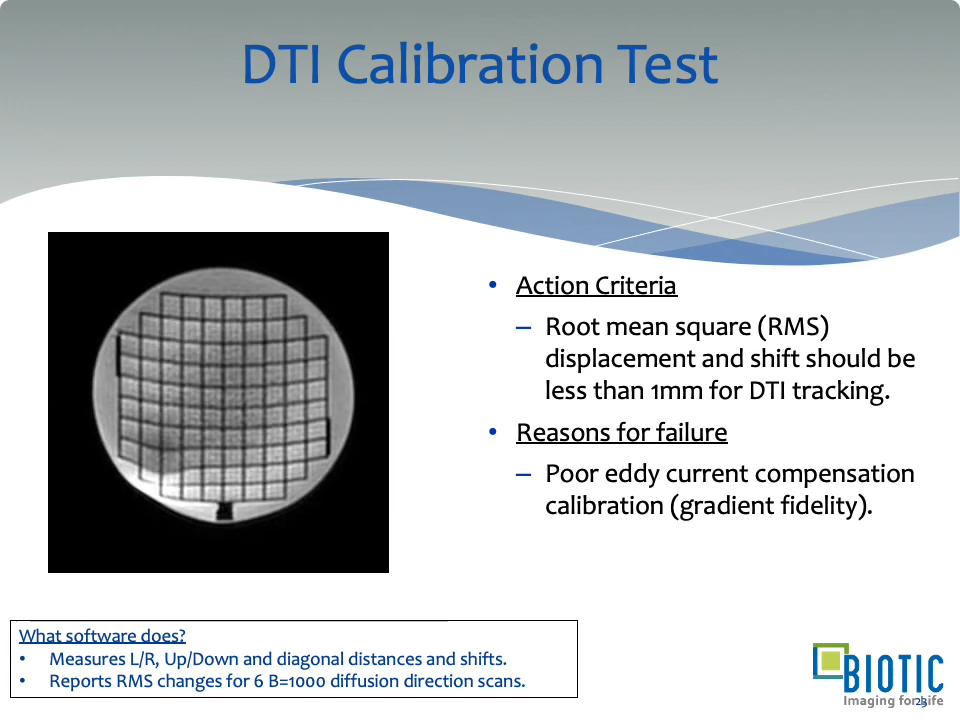 DTI Calibration Test
• Action Criteria
– Root mean square (RMS)
displacement and shift should be
less than 1mm for DTI tracking.
• Reasons for failure
– Poor eddy current compensation
calibration (gradient fidelity).
What software does?
• Measures L/R, Up/Down and diagonal distances and shifts.
• Reports RMS changes for 6 B=1000 diffusion direction scans.
BIOTIC
Imaging for Life
23